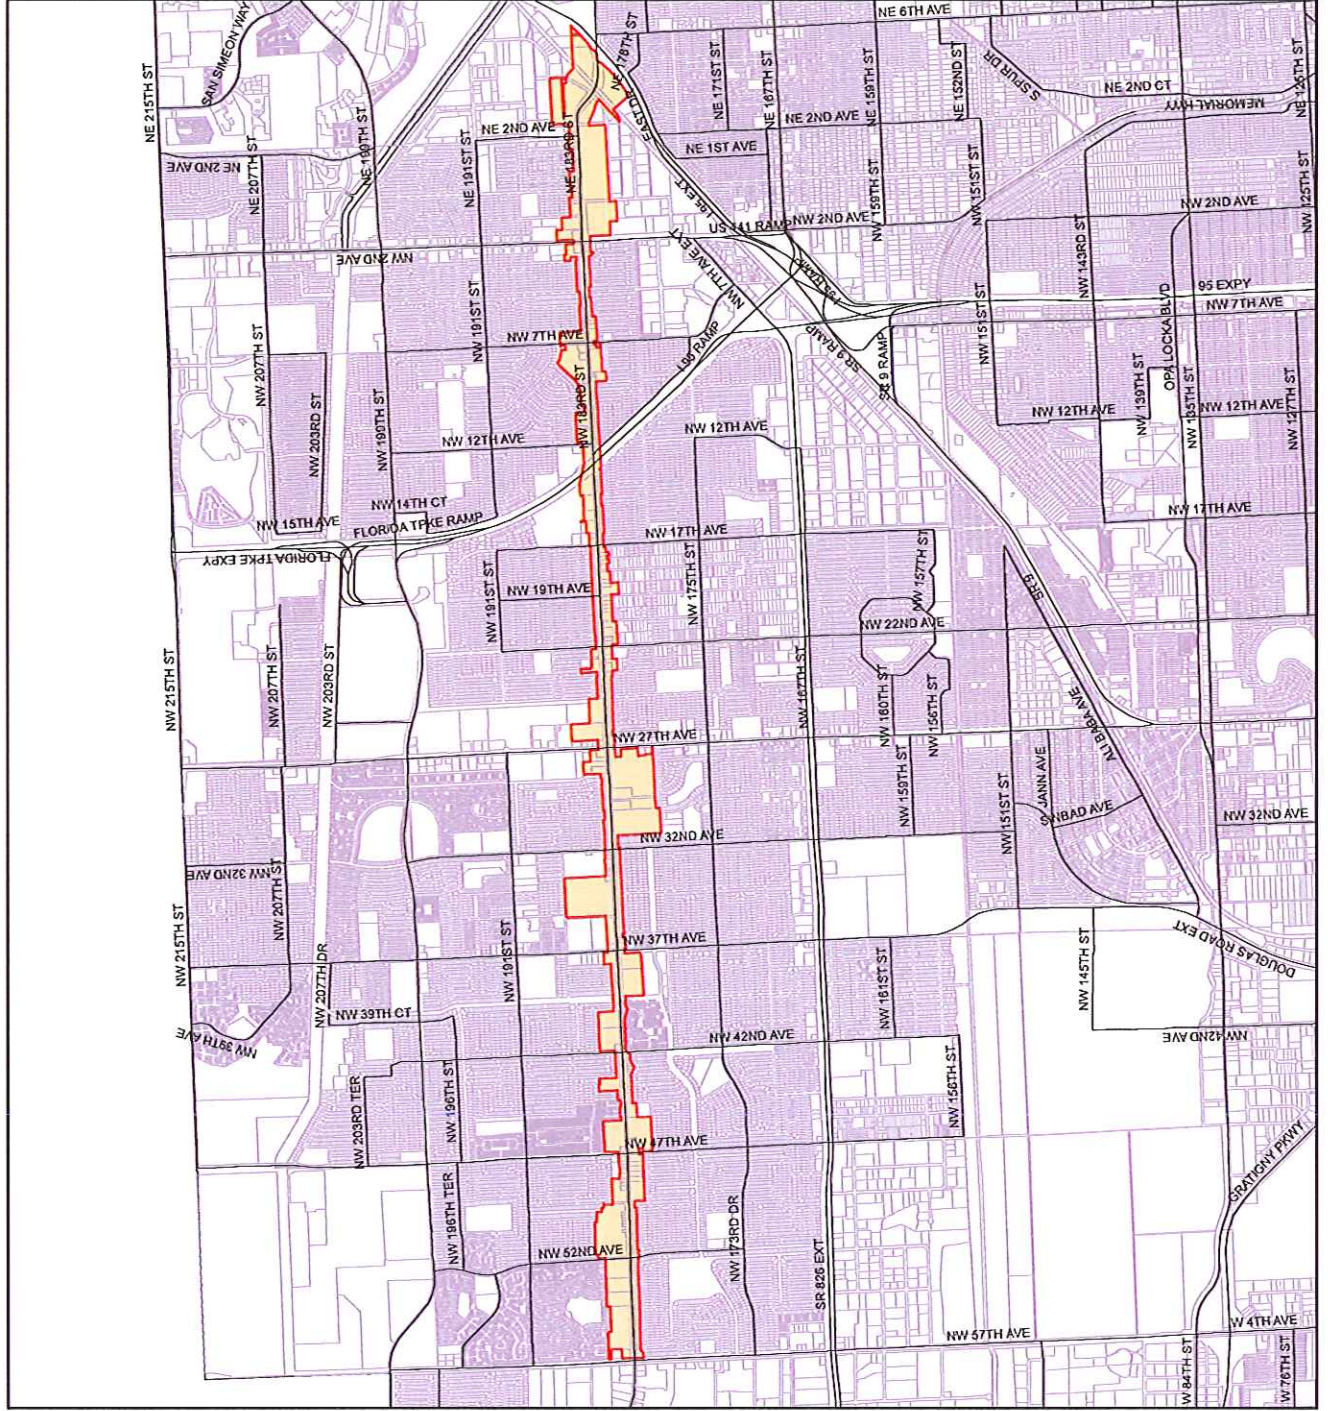 NE 6TH AVE
SAN SIMEON WAY
NE 215TH ST
NE 178TH ST
NE 171ST ST
NE 167TH ST
NE 159TH ST
NE 152ND ST
S SPUR DR
NE 2ND CT
MEMORIAL HWY
NE 125TH ST
NE 2ND AVE
NE 207TH ST
NE 199TH ST
NE 191ST ST
NE 2ND AVE
NE 183RD ST
EAST DR
NE 2ND AVE
NE 1ST AVE
I-95 EXT
NW 2ND AVE
NW 159TH ST
NW 151ST ST
NW 2ND AVE
NW 125TH ST
US 441 RAMP
NW 2ND AVE
NW 7TH AVE EXT
I-95 RAMP
NW 143RD ST
95 EXPY
NW 7TH AVE
NW 207TH ST
NW 191ST ST
NW 7TH AVE
I-95 RAMP
SR 9 RAMP
SR 9 RAMP
NW 151ST ST
OPA LOCKA BLVD
NW 203RD ST
NW 199TH ST
NW 183RD ST
NW 12TH AVE
NW 12TH AVE
NW 12TH AVE
NW 139TH ST
NW 135TH ST
NW 12TH AVE
NW 127TH ST
NW 14TH CT
NW 15TH AVE
FLORIDA TPKE RAMP
NW 17TH AVE
NW 17TH AVE
FLORIDA TPKE EXPY
NW 191ST ST
NW 19TH AVE
NW 175TH ST
NW 157TH ST
SR 9
NW 22ND AVE
NW 215TH ST
NW 207TH ST
NW 203RD ST
NW 167TH ST
NW 160TH ST
NW 156TH ST
NW 27TH AVE
ALI BABA AVE
NW 159TH ST
NW 151ST ST
JANN AVE
SINBAD AVE
NW 32ND AVE
NW 32ND AVE
NW 32ND AVE
NW 207TH ST
NW 215TH ST
NW 191ST ST
NW 37TH AVE
NW 161ST ST
NW 145TH ST
DOUGLAS ROAD EXT
NW 207TH DR
NW 39TH CT
NW 39TH AVE
NW 42ND AVE
NW 42ND AVE
NW 203RD TER
NW 196TH ST
NW 158TH ST
NW 47TH AVE
GRATIGNY PKWY
NW 196TH TER
NW 52ND AVE
NW 173RD DR
SR 826 EXT
NW 57TH AVE
W 4TH AVE
W 84TH ST
W 76TH ST